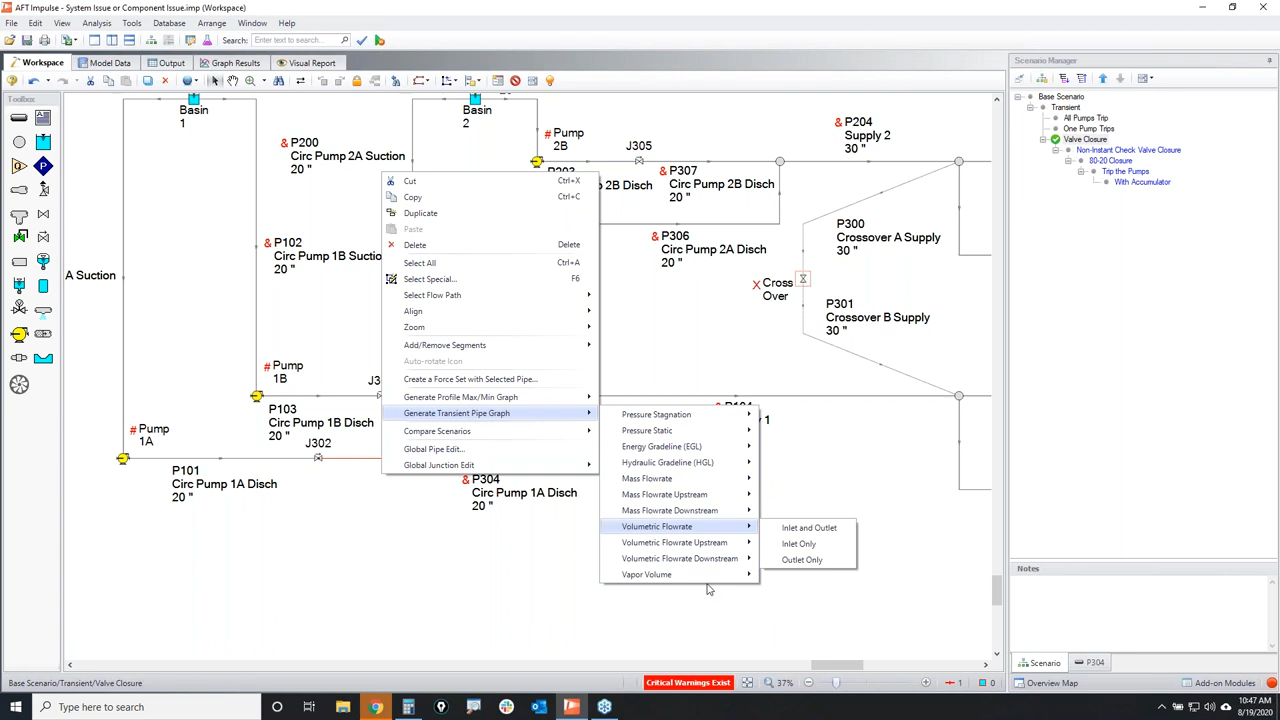 AFT Impulse - System Issue or Component Issue.imp (Workspace)
File Edit View Analysis Tools Database Arrange Window Help
Search: Enter text to search...
Workspace Model Data Output Graph Results Visual Report
Toolbox
Basin
1
Basin
2
& P200
Circ Pump 2A Suction
20 "
# Pump
2B
J305
& P204
Supply 2
30 "
2B Disch
& P307
Circ Pump 2B Disch
20 "
& P102
Circ Pump 1B Suctio
20 "
& P306
Circ Pump 2A Disch
20 "
P300
Crossover A Supply
30 "
A Suction
X Cross
Over
P301
Crossover B Supply
30 "
# Pump
1B
P103
Circ Pump 1B Disch
20 "
# Pump
1A
J302
P101
Circ Pump 1A Disch
20 "
& P304
Circ Pump 1A Disch
20 "
Cut Ctrl+X
Copy Ctrl+C
Duplicate
Paste
Delete Delete
Select All Ctrl+A
Select Special... F6
Select Flow Path
Align
Zoom
Add/Remove Segments
Auto-rotate Icon
Create a Force Set with Selected Pipe...
Generate Profile Max/Min Graph
Generate Transient Pipe Graph
Compare Scenarios
Global Pipe Edit...
Global Junction Edit
Pressure Stagnation
Pressure Static
Energy Gradeline (EGL)
Hydraulic Gradeline (HGL)
Mass Flowrate
Mass Flowrate Upstream
Mass Flowrate Downstream
Volumetric Flowrate
Volumetric Flowrate Upstream
Volumetric Flowrate Downstream
Vapor Volume
Inlet and Outlet
Inlet Only
Outlet Only
Scenario Manager
Base Scenario
Transient
All Pumps Trip
One Pump Trips
Valve Closure
Non-Instant Check Valve Closure
80-20 Closure
Trip the Pumps
With Accumulator
Notes
Scenario P304
Base Scenario/Transient/Valve Closure
Critical Warnings Exist
37%
1
0
Overview Map
Add-on Modules
Type here to search
10:47 AM
8/19/2020